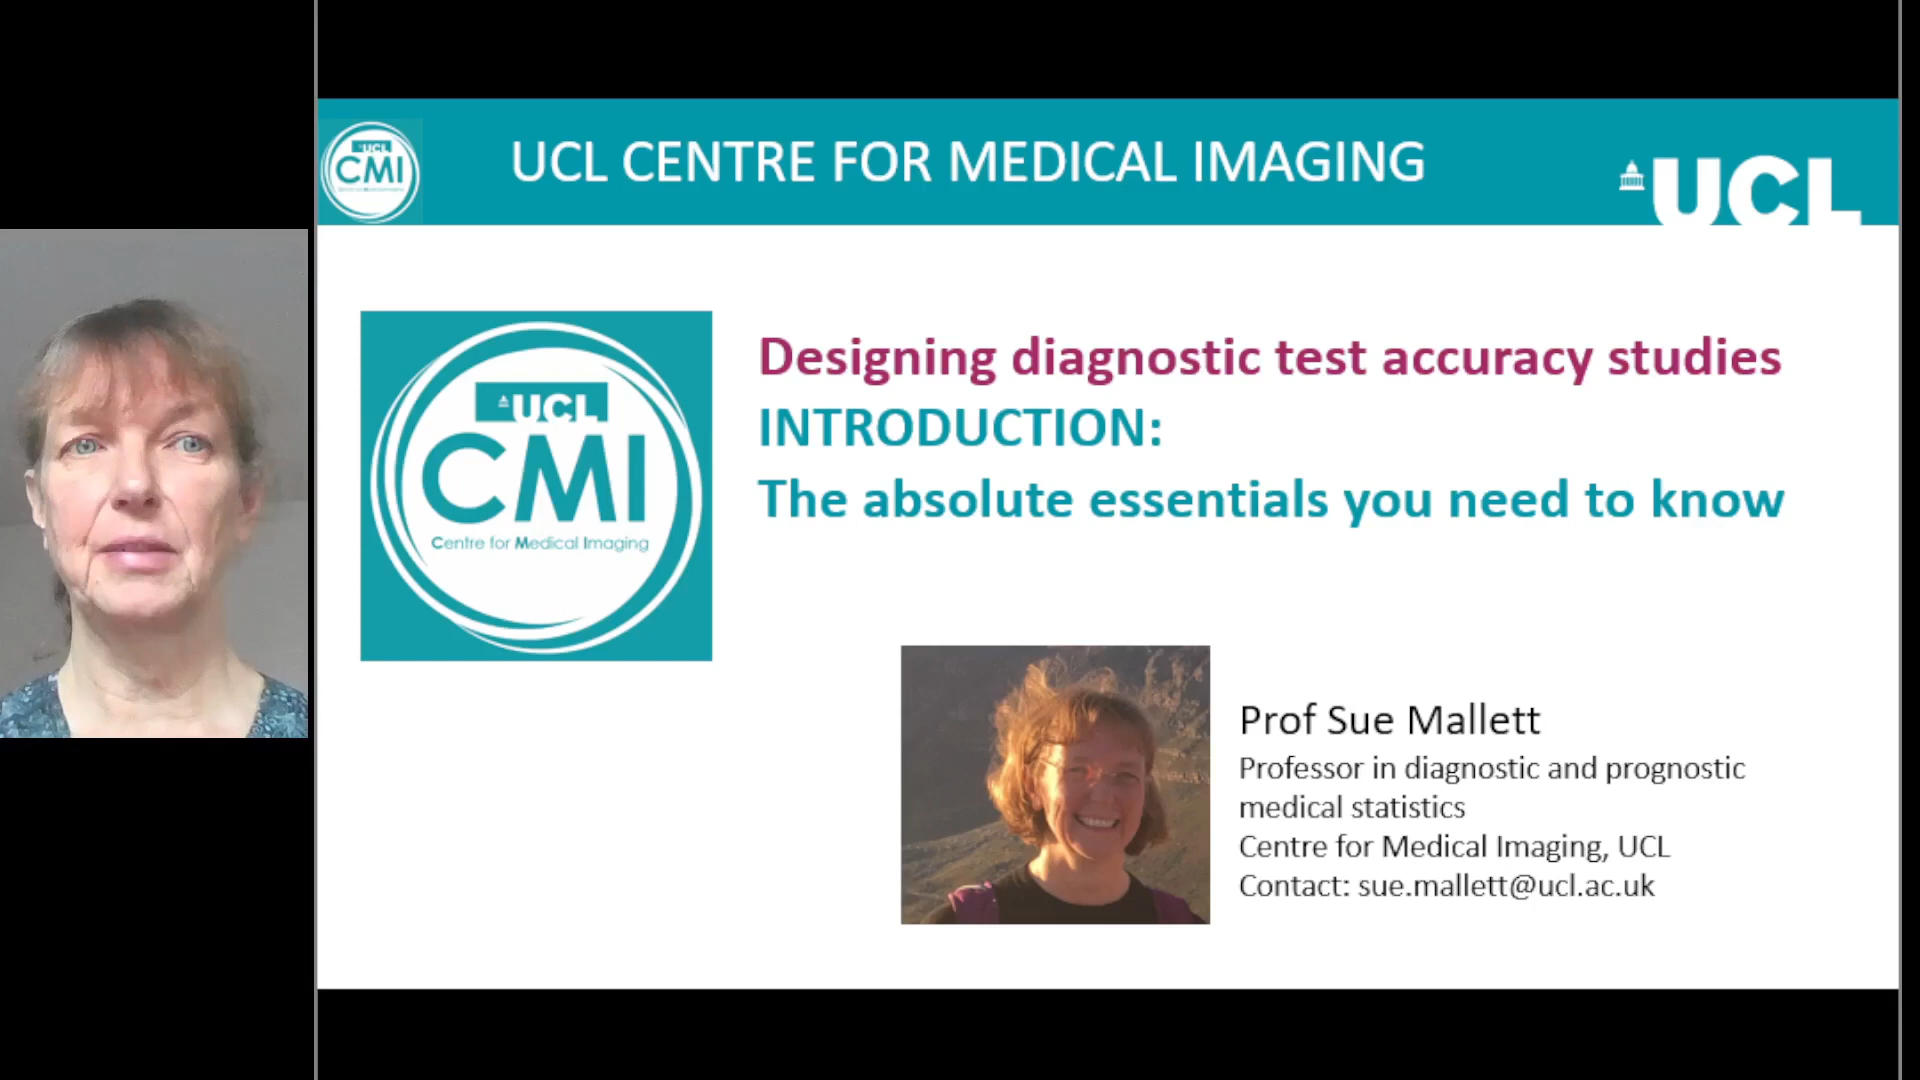 UCL
CMI
UCL CENTRE FOR MEDICAL IMAGING
UCL
UCL
CMI
Centre for Medical Imaging
Designing diagnostic test accuracy studies
INTRODUCTION:
The absolute essentials you need to know
Prof Sue Mallett
Professor in diagnostic and prognostic
medical statistics
Centre for Medical Imaging, UCL
Contact: sue.mallett@ucl.ac.uk